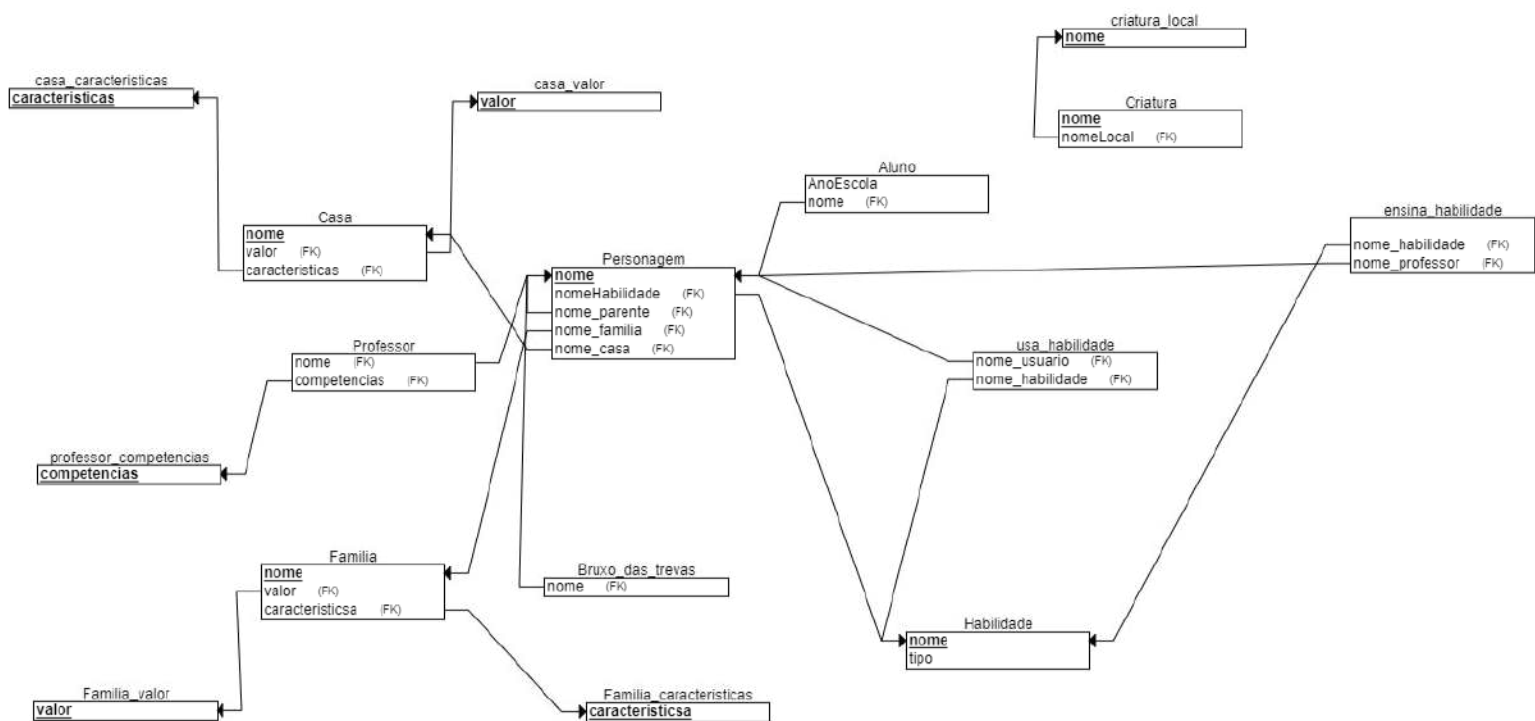 criatura_local
nome
casa_caracteristicas
caracteristicas
casa_valor
valor
Criatura
nome
nomeLocal (FK)
Aluno
AnoEscola
nome (FK)
ensina_habilidade
nome_habilidade (FK)
nome_professor (FK)
Casa
nome
valor (FK)
caracteristicas (FK)
Personagem
nome
nomeHabilidade (FK)
nome_parente (FK)
nome_familia (FK)
nome_casa (FK)
Professor
nome (FK)
competencias (FK)
usa_habilidade
nome_usuario (FK)
nome_habilidade (FK)
professor_competencias
competencias
Familia
nome
valor (FK)
caracteristicsa (FK)
Bruxo_das_trevas
nome (FK)
Habilidade
nome
tipo
Familia_valor
valor
Familia_caracteristicas
caracteristicsa